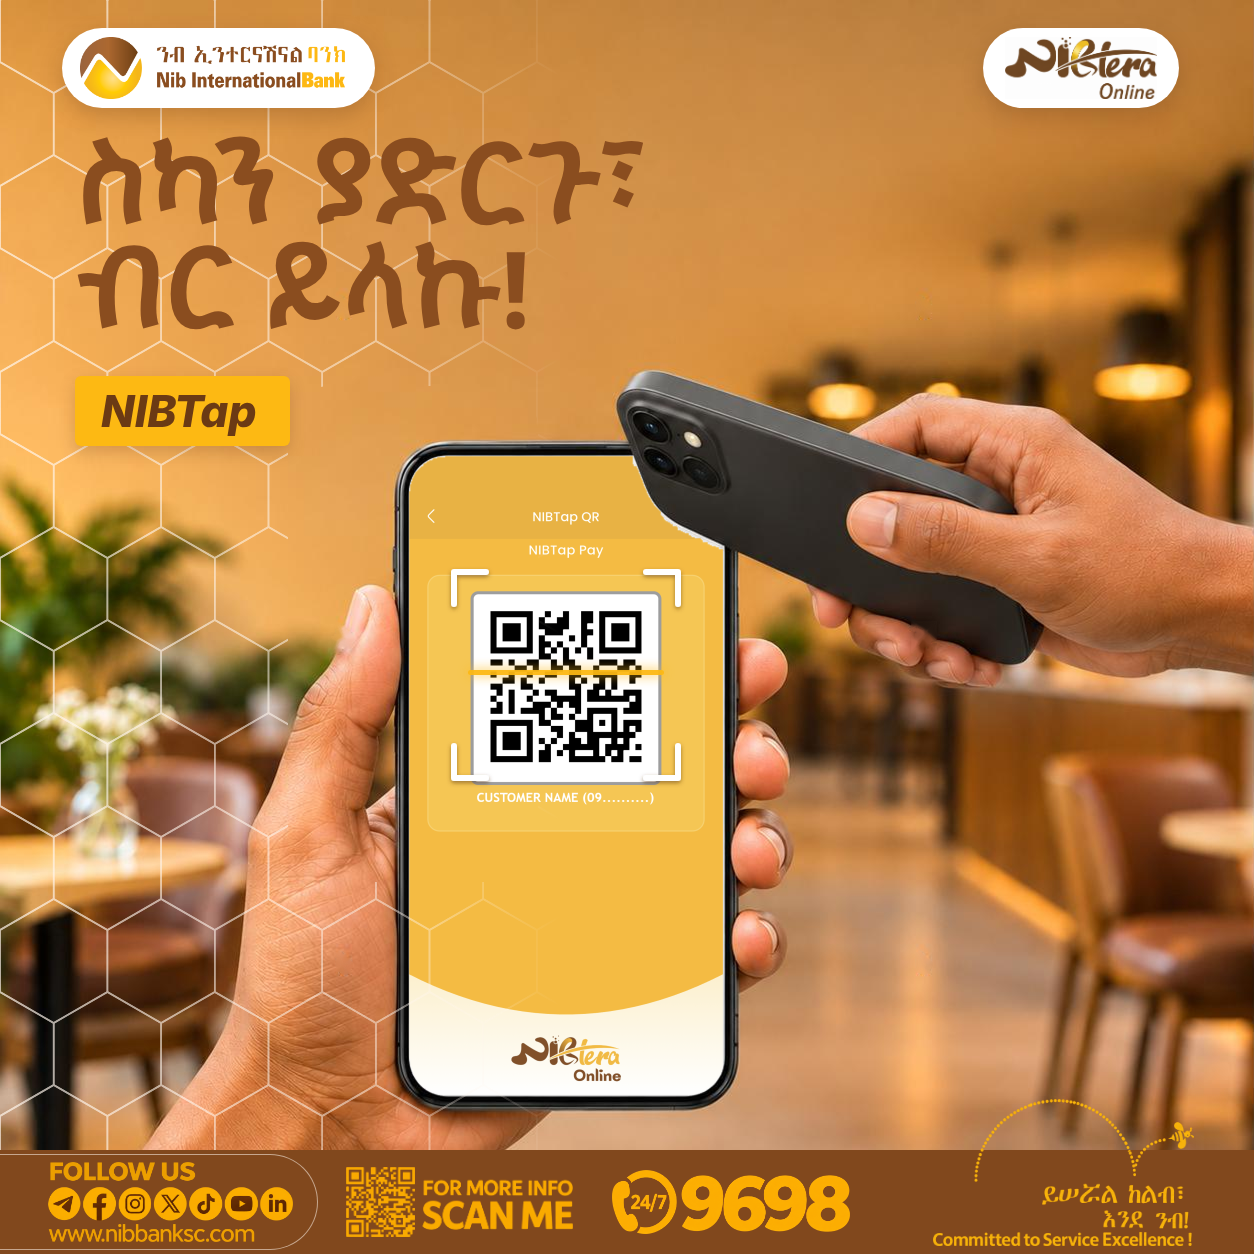 ንብ ኢንተርናሽናል ባንክ
Nib InternationalBank
NIBtera
Online
ስካን ያድርጉ፣
ብር ይላኩ!
NIBTap
NIBTap QR
NIBTap Pay
CUSTOMER NAME (09..........)
NIBtera
Online
FOLLOW US
www.nibbanksc.com
FOR MORE INFO
SCAN ME
24/7
9698
ይሠሯል ከልብ፣
እንደ ንብ!
Committed to Service Excellence !